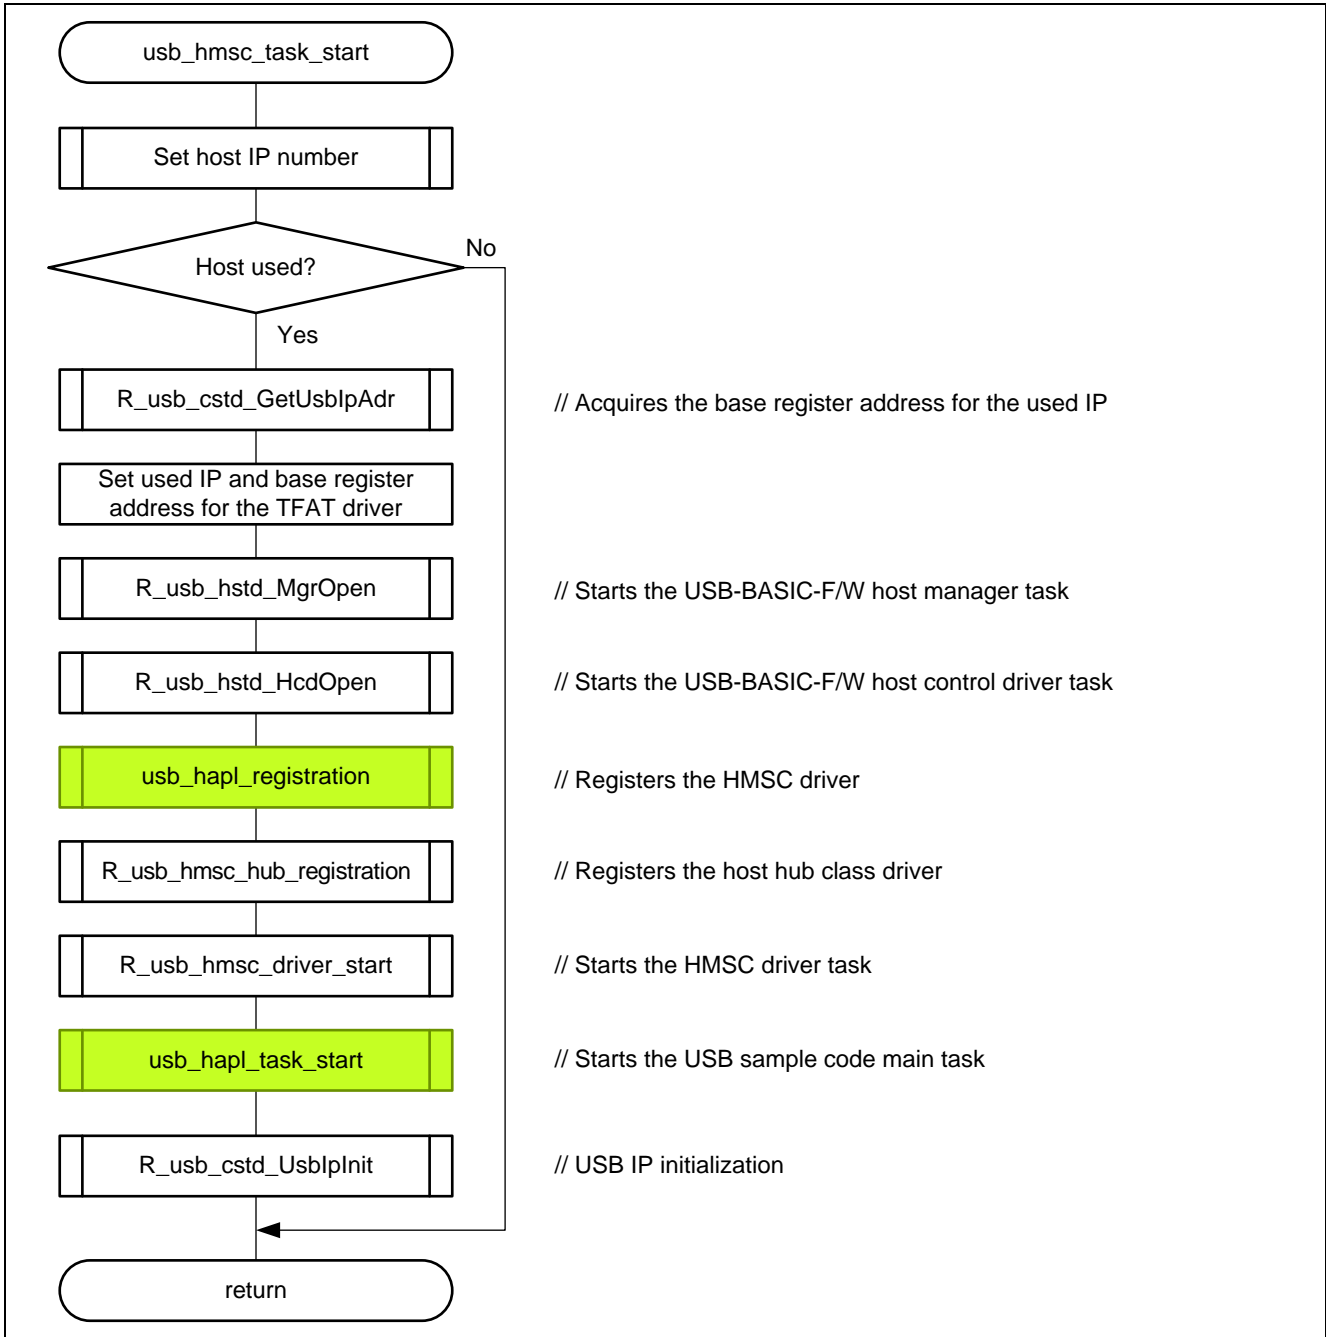 usb_hmsc_task_start
Set host IP number
Host used?
No
Yes
R_usb_cstd_GetUsbIpAdr
// Acquires the base register address for the used IP
Set used IP and base register
address for the TFAT driver
R_usb_hstd_MgrOpen
// Starts the USB-BASIC-F/W host manager task
R_usb_hstd_HcdOpen
// Starts the USB-BASIC-F/W host control driver task
usb_hapl_registration
// Registers the HMSC driver
R_usb_hmsc_hub_registration
// Registers the host hub class driver
R_usb_hmsc_driver_start
// Starts the HMSC driver task
usb_hapl_task_start
// Starts the USB sample code main task
R_usb_cstd_UsbIpInit
// USB IP initialization
return